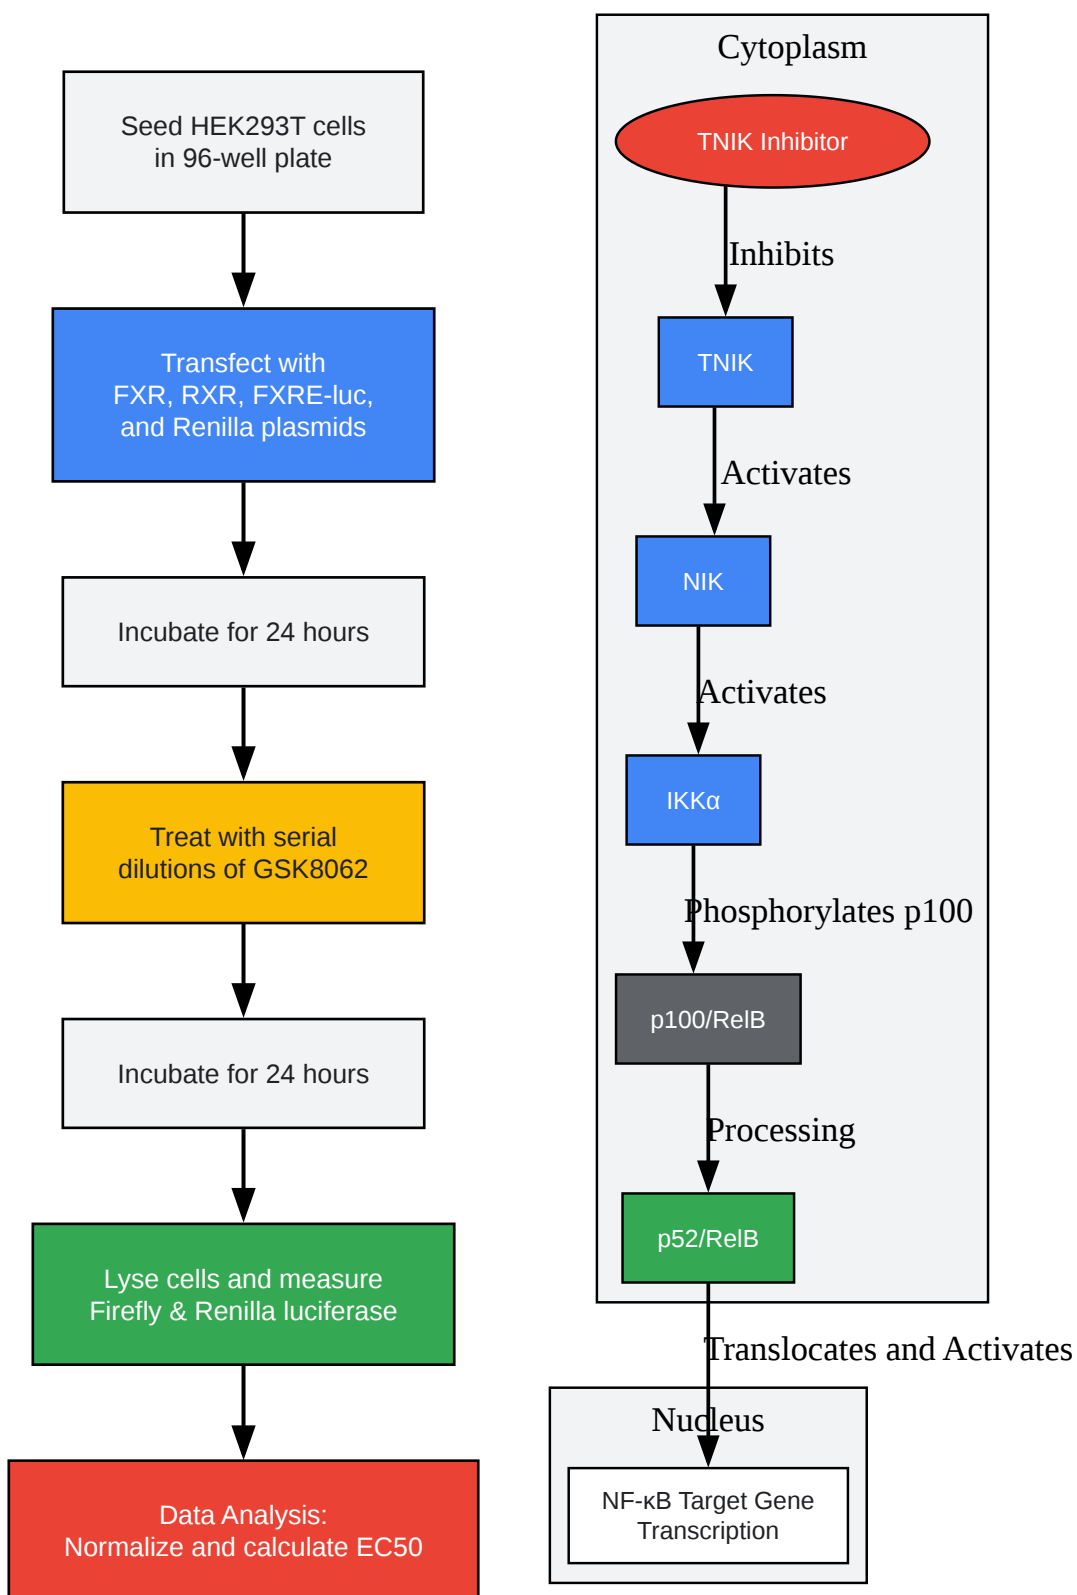 Seed HEK293T cells
in 96-well plate
Transfect with
FXR, RXR, FXRE-luc,
and Renilla plasmids
Incubate for 24 hours
Treat with serial
dilutions of GSK8062
Incubate for 24 hours
Lyse cells and measure
Firefly & Renilla luciferase
Data Analysis:
Normalize and calculate EC50
Cytoplasm
TNIK Inhibitor
Inhibits
TNIK
Activates
NIK
Activates
IKKα
Phosphorylates p100
p100/RelB
Processing
p52/RelB
Translocates and Activates
Nucleus
NF-κB Target Gene
Transcription